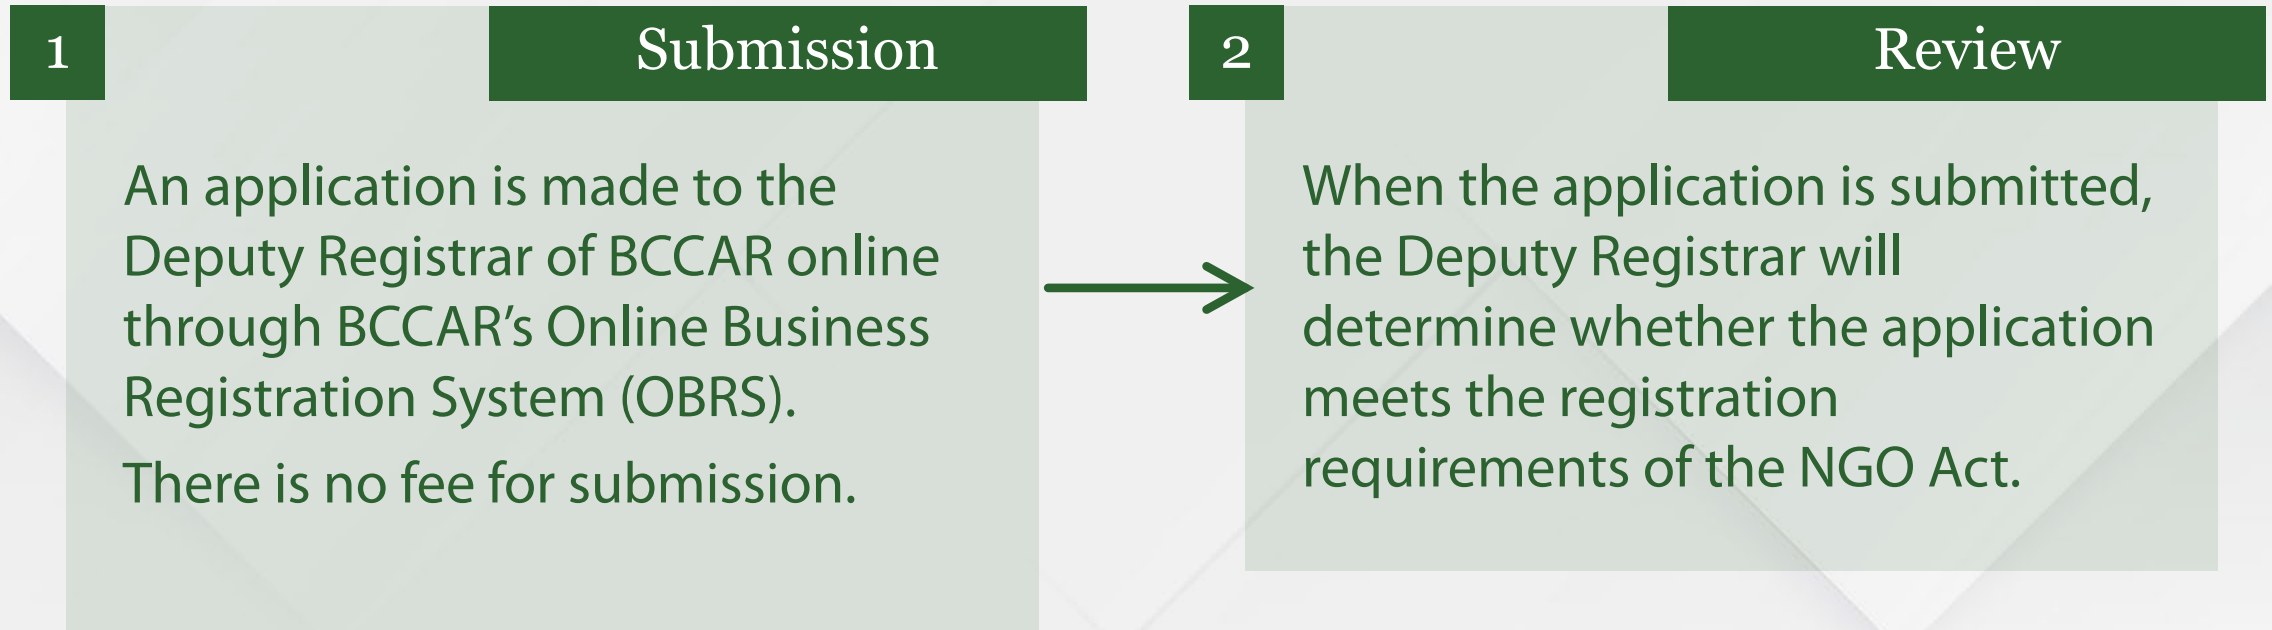 1
Submission
An application is made to the
Deputy Registrar of BCCAR online
through BCCAR’s Online Business
Registration System (OBRS).
There is no fee for submission.
2
Review
When the application is submitted,
the Deputy Registrar will
determine whether the application
meets the registration
requirements of the NGO Act.